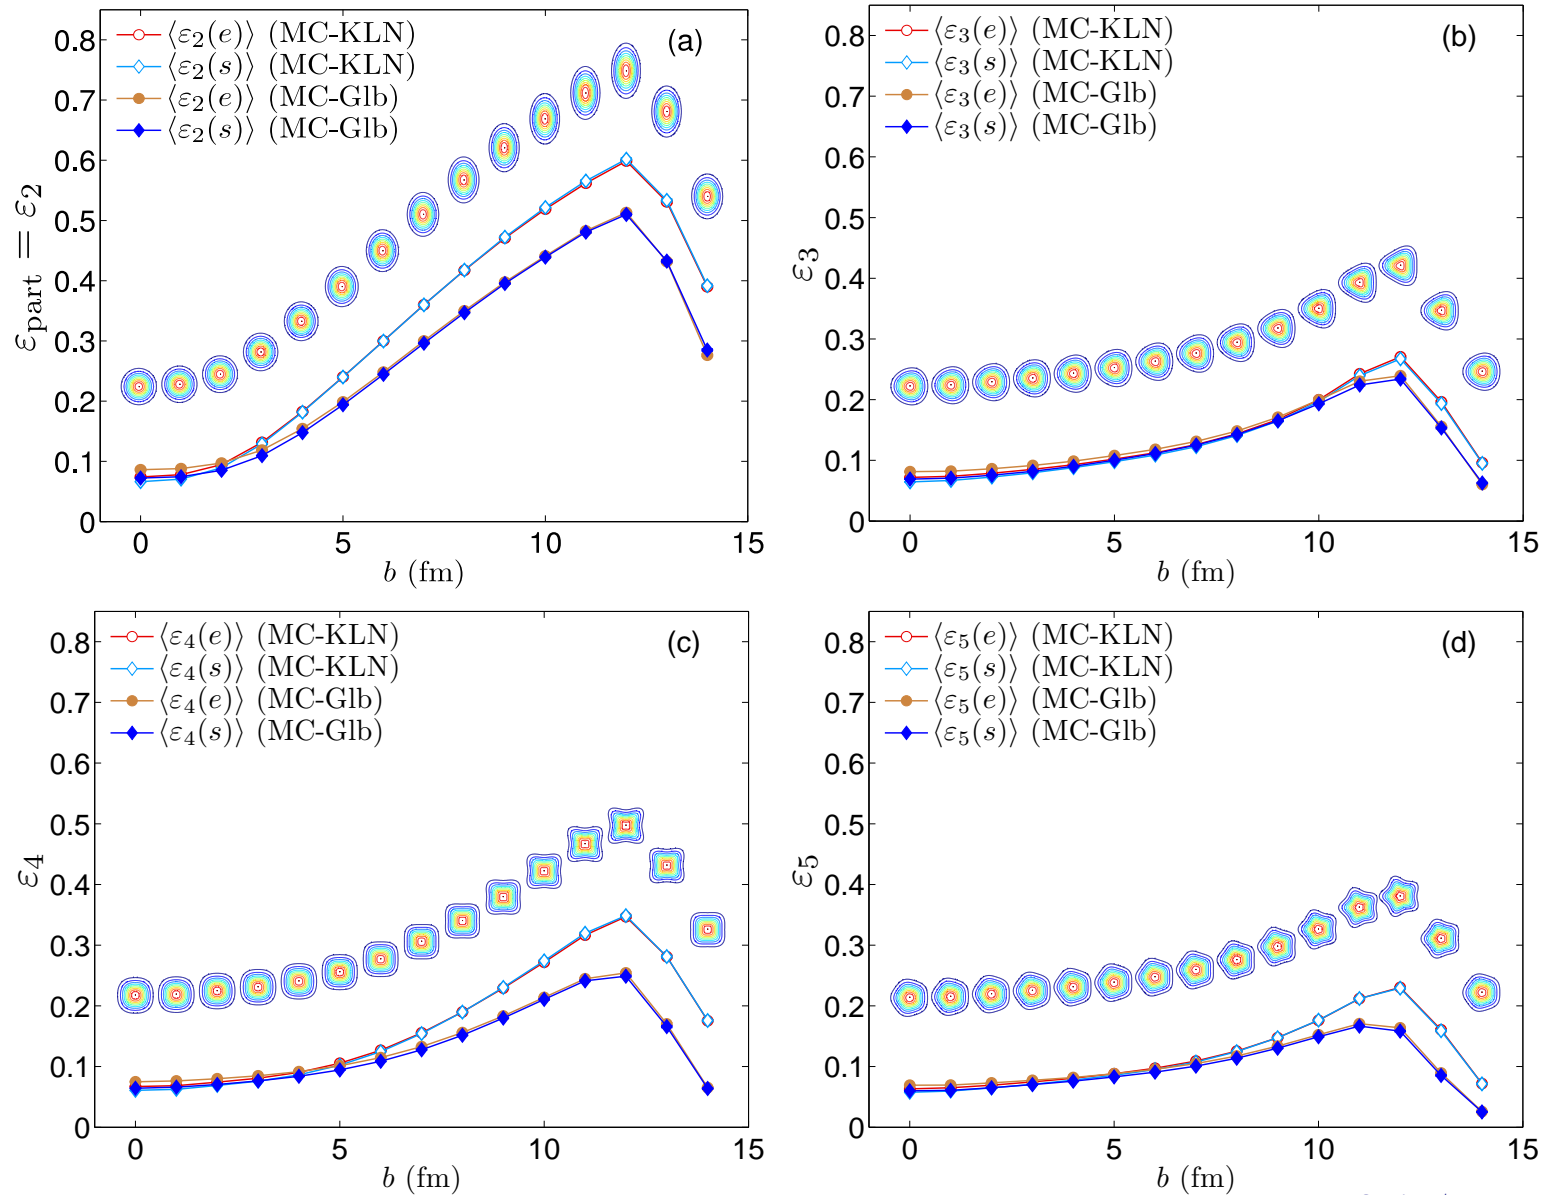 (a)
⟨ε₂(e)⟩ (MC-KLN)
⟨ε₂(s)⟩ (MC-KLN)
⟨ε₂(e)⟩ (MC-Glb)
⟨ε₂(s)⟩ (MC-Glb)
ε_part = ε₂
0.8
0.7
0.6
0.5
0.4
0.3
0.2
0.1
0
0 5 10 15
b (fm)
(b)
⟨ε₃(e)⟩ (MC-KLN)
⟨ε₃(s)⟩ (MC-KLN)
⟨ε₃(e)⟩ (MC-Glb)
⟨ε₃(s)⟩ (MC-Glb)
ε₃
0.8
0.7
0.6
0.5
0.4
0.3
0.2
0.1
0
0 5 10 15
b (fm)
(c)
⟨ε₄(e)⟩ (MC-KLN)
⟨ε₄(s)⟩ (MC-KLN)
⟨ε₄(e)⟩ (MC-Glb)
⟨ε₄(s)⟩ (MC-Glb)
ε₄
0.8
0.7
0.6
0.5
0.4
0.3
0.2
0.1
0
0 5 10 15
b (fm)
(d)
⟨ε₅(e)⟩ (MC-KLN)
⟨ε₅(s)⟩ (MC-KLN)
⟨ε₅(e)⟩ (MC-Glb)
⟨ε₅(s)⟩ (MC-Glb)
ε₅
0.8
0.7
0.6
0.5
0.4
0.3
0.2
0.1
0
0 5 10 15
b (fm)